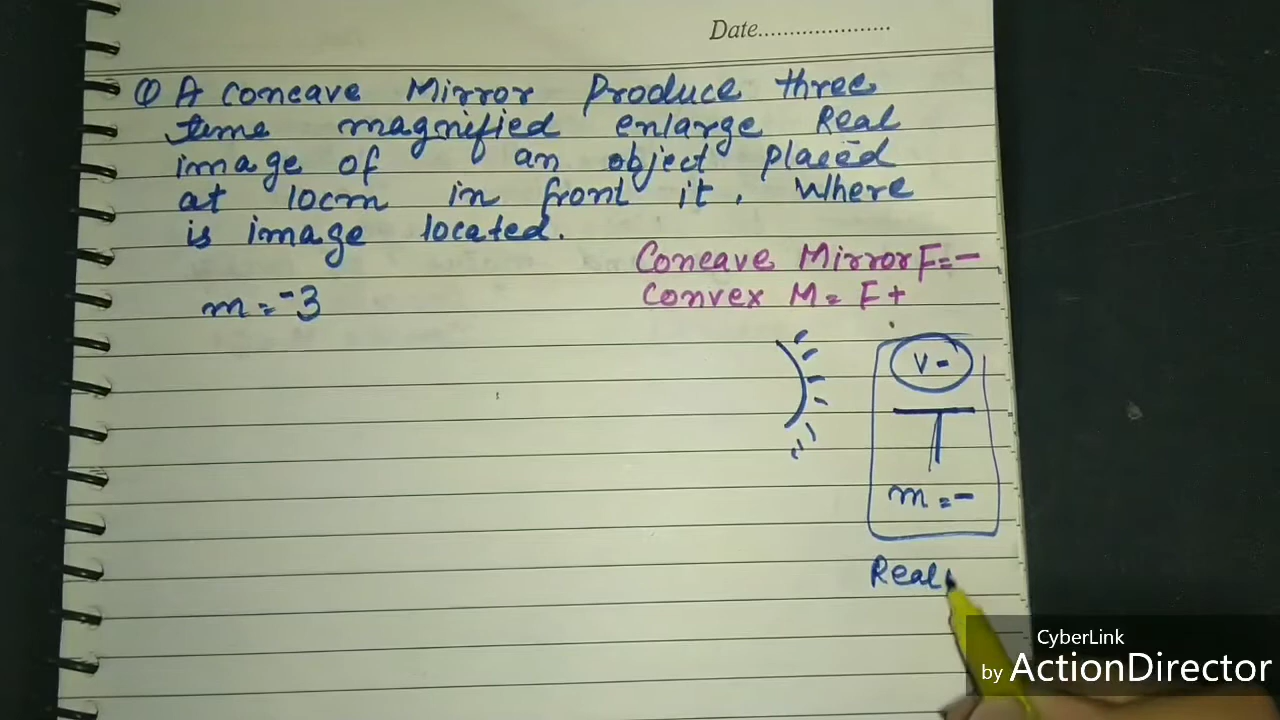 Date.....................
Q A Concave Mirror Produce three
time magnified enlarge Real
image of an object placed
at 10cm in front it. Where
is image located.
Concave Mirror F=-
Convex M= F+
m=-3
V-
m=-
Real
CyberLink
by ActionDirector